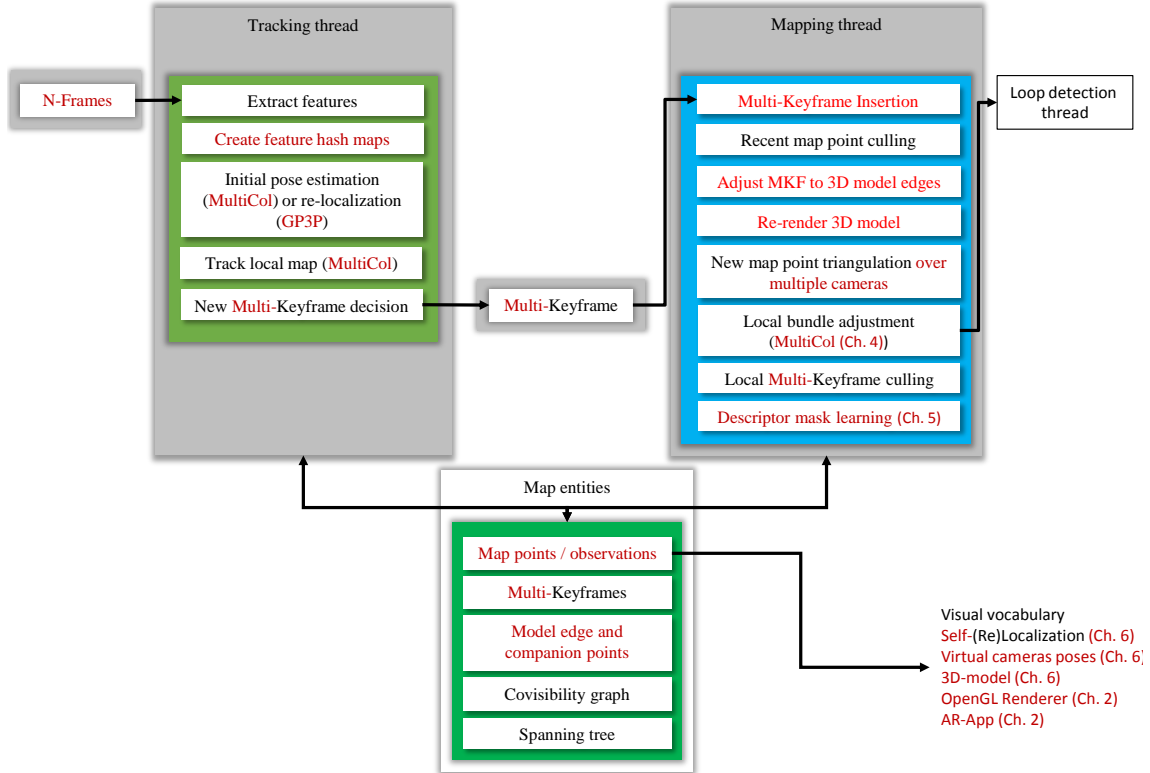 Tracking thread
N-Frames
Extract features
Create feature hash maps
Initial pose estimation
(MultiCol) or re-localization
(GP3P)
Track local map (MultiCol)
New Multi-Keyframe decision
Multi-Keyframe
Mapping thread
Multi-Keyframe Insertion
Recent map point culling
Adjust MKF to 3D model edges
Re-render 3D model
New map point triangulation over
multiple cameras
Local bundle adjustment
(MultiCol (Ch. 4))
Local Multi-Keyframe culling
Descriptor mask learning (Ch. 5)
Loop detection
thread
Map entities
Map points / observations
Multi-Keyframes
Model edge and
companion points
Covisibility graph
Spanning tree
Visual vocabulary
Self-(Re)Localization (Ch. 6)
Virtual cameras poses (Ch. 6)
3D-model (Ch. 6)
OpenGL Renderer (Ch. 2)
AR-App (Ch. 2)